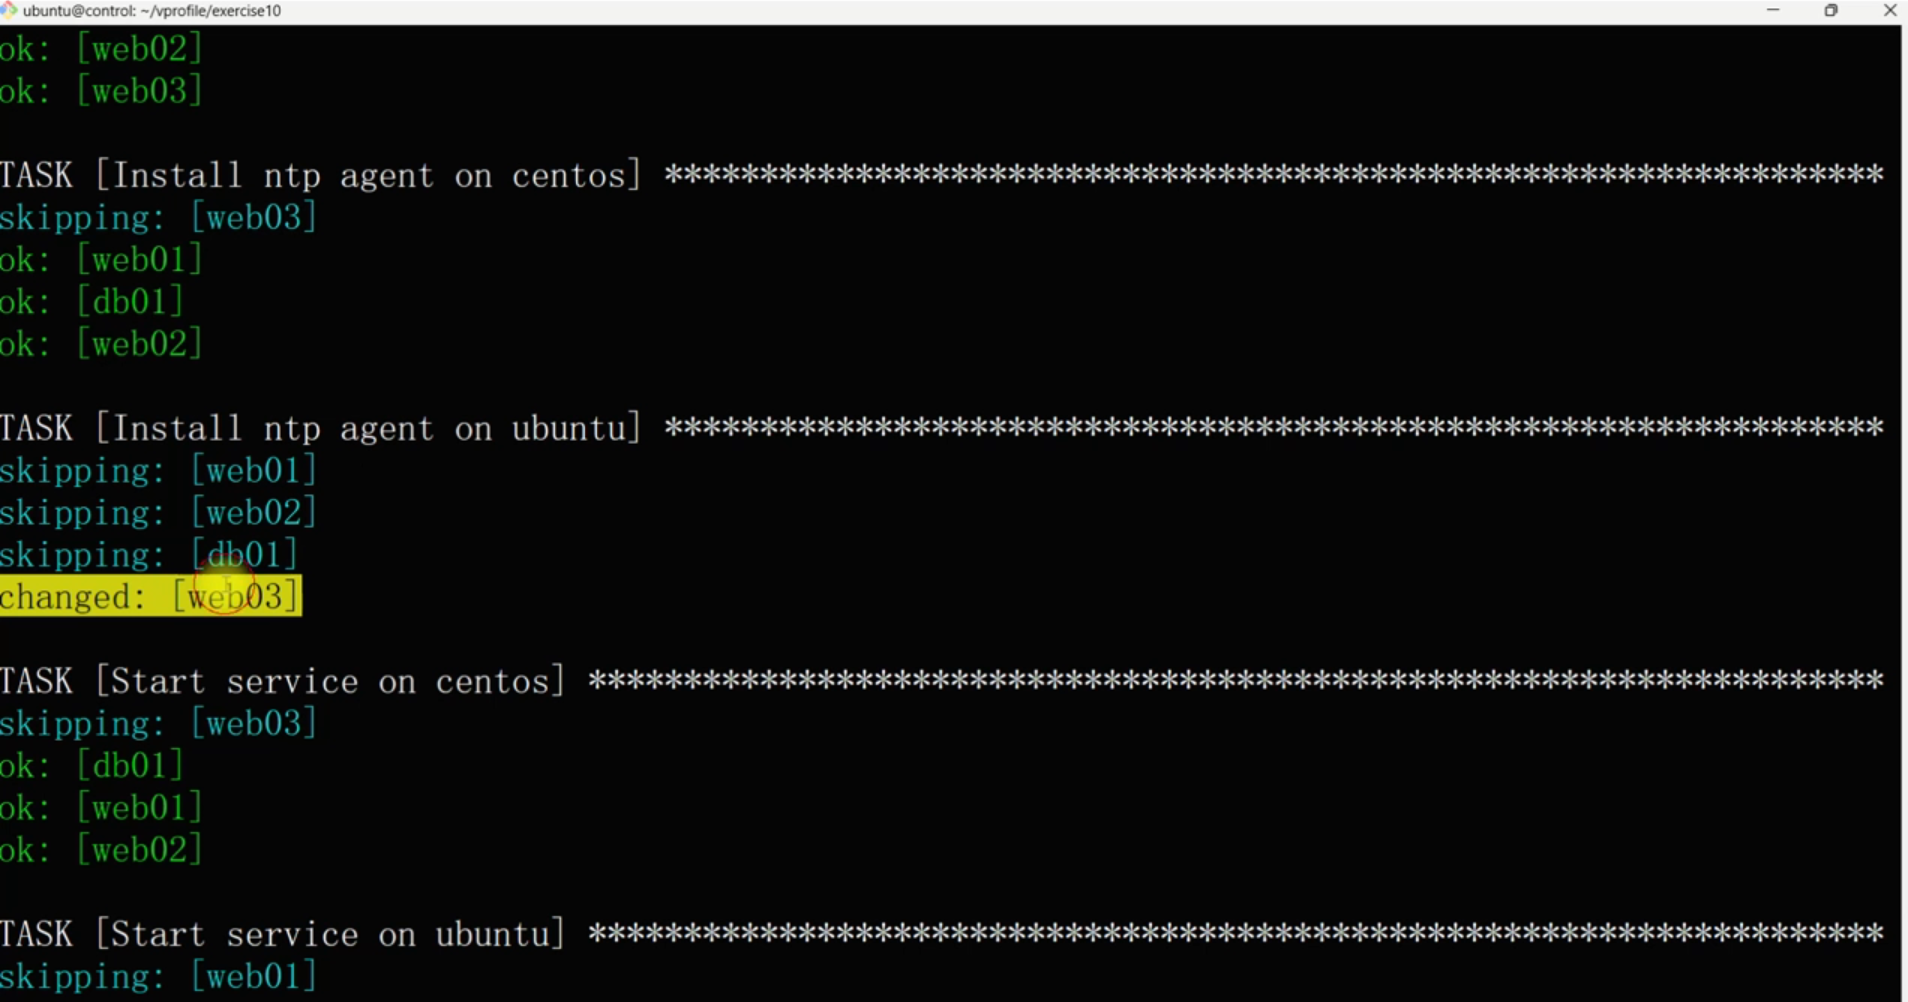 ubuntu@control: ~/vprofile/exercise10
ok: [web02]
ok: [web03]
TASK [Install ntp agent on centos] ****************************************************************
skipping: [web03]
ok: [web01]
ok: [db01]
ok: [web02]
TASK [Install ntp agent on ubuntu] ****************************************************************
skipping: [web01]
skipping: [web02]
skipping: [db01]
changed: [web03]
TASK [Start service on centos] ********************************************************************
skipping: [web03]
ok: [db01]
ok: [web01]
ok: [web02]
TASK [Start service on ubuntu] ********************************************************************
skipping: [web01]